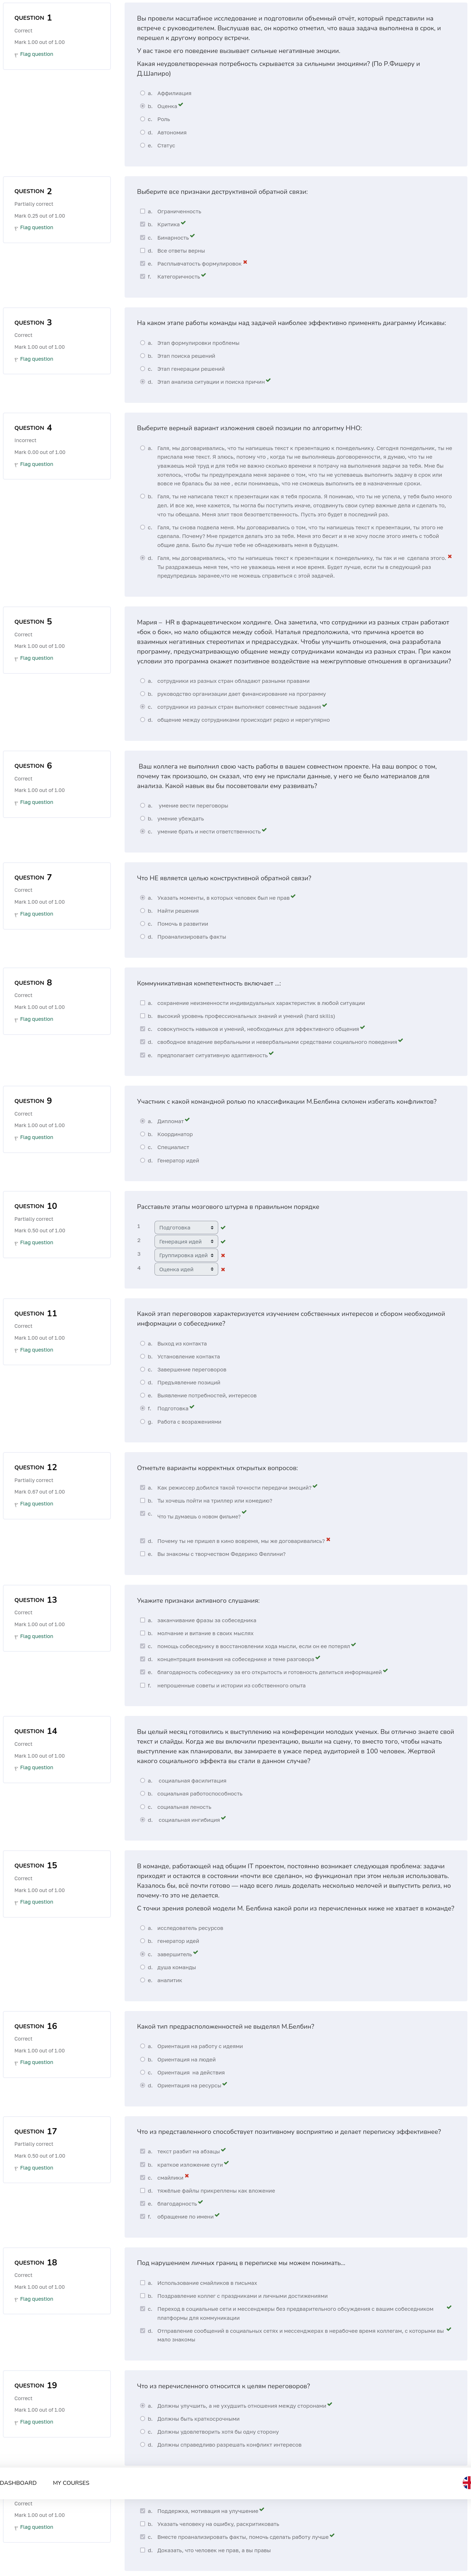 QUESTION 1
Correct
Mark 1.00 out of 1.00
Flag question
Вы провели масштабное исследование и подготовили объемный отчёт, который представили на
встрече с руководителем. Выслушав вас, он коротко отметил, что ваша задача выполнена в срок, и
перешел к другому вопросу встречи.
У вас такое его поведение вызывает сильные негативные эмоции.
Какая неудовлетворенная потребность скрывается за сильными эмоциями? (По Р.Фишеру и
Д.Шапиро)
a. Аффилиация
b. Оценка
c. Роль
d. Автономия
e. Статус
QUESTION 2
Partially correct
Mark 0.25 out of 1.00
Flag question
Выберите все признаки деструктивной обратной связи:
a. Ограниченность
b. Критика
c. Бинарность
d. Все ответы верны
e. Расплывчатость формулировок
f. Категоричность
QUESTION 3
Correct
Mark 1.00 out of 1.00
Flag question
На каком этапе работы команды над задачей наиболее эффективно применять диаграмму Исикавы:
a. Этап формулировки проблемы
b. Этап поиска решений
c. Этап генерации решений
d. Этап анализа ситуации и поиска причин
QUESTION 4
Incorrect
Mark 0.00 out of 1.00
Flag question
Выберите верный вариант изложения своей позиции по алгоритму ННО:
a. Галя, мы договаривались, что ты напишешь текст к презентацию к понедельнику. Сегодня понедельник, ты не
прислала мне текст. Я злюсь, потому что , когда ты не выполняешь договоренности, я думаю, что ты не
уважаешь мой труд и для тебя не важно сколько времени я потрачу на выполнения задачи за тебя. Мне бы
хотелось, чтобы ты предупреждала меня заранее о том, что ты не успеваешь выполнить задачу в срок или
вовсе не бралась бы за нее , если понимаешь, что не сможешь выполнить ее в назначенные сроки.
b. Галя, ты не написала текст к презентации как я тебя просила. Я понимаю, что ты не успела, у тебя было много
дел. И все же, мне кажется, ты могла бы поступить иначе, отодвинуть свои супер важные дела и сделать то,
что ты обещала. Меня злит твоя безответственность. Пусть это будет в последний раз.
c. Галя, ты снова подвела меня. Мы договаривались о том, что ты напишешь текст к презентации, ты этого не
сделала. Почему? Мне придется делать это за тебя. Меня это бесит и я не хочу после этого иметь с тобой
общие дела. Было бы лучше тебе не обнадеживать меня в будущем.
d. Галя, мы договаривались, что ты напишешь текст к презентации к понедельнику, ты так и не сделала этого.
Ты раздражаешь меня тем, что не уважаешь меня и мое время. Будет лучше, если ты в следующий раз
предупредишь заранее,что не можешь справиться с этой задачей.
QUESTION 5
Correct
Mark 1.00 out of 1.00
Flag question
Мария – HR в фармацевтическом холдинге. Она заметила, что сотрудники из разных стран работают
«бок о бок», но мало общаются между собой. Наталья предположила, что причина кроется во
взаимных негативных стереотипах и предрассудках. Чтобы улучшить отношения, она разработала
программу, предусматривающую общение между сотрудниками команды из разных стран. При каком
условии эта программа окажет позитивное воздействие на межгрупповые отношения в организации?
a. сотрудники из разных стран обладают разными правами
b. руководство организации дает финансирование на программу
c. сотрудники из разных стран выполняют совместные задания
d. общение между сотрудниками происходит редко и нерегулярно
QUESTION 6
Correct
Mark 1.00 out of 1.00
Flag question
Ваш коллега не выполнил свою часть работы в вашем совместном проекте. На ваш вопрос о том,
почему так произошло, он сказал, что ему не прислали данные, у него не было материалов для
анализа. Какой навык вы бы посоветовали ему развивать?
a. умение вести переговоры
b. умение убеждать
c. умение брать и нести ответственность
QUESTION 7
Correct
Mark 1.00 out of 1.00
Flag question
Что НЕ является целью конструктивной обратной связи?
a. Указать моменты, в которых человек был не прав
b. Найти решение
c. Помочь в развитии
d. Проанализировать факты
QUESTION 8
Correct
Mark 1.00 out of 1.00
Flag question
Коммуникативная компетентность включает ...:
a. сохранение неизменности индивидуальных характеристик в любой ситуации
b. высокий уровень профессиональных знаний и умений (hard skills)
c. совокупность навыков и умений, необходимых для эффективного общения
d. свободное владение вербальными и невербальными средствами социального поведения
e. предполагает ситуативную адаптивность
QUESTION 9
Correct
Mark 1.00 out of 1.00
Flag question
Участник с какой командной ролью по классификации М.Белбина склонен избегать конфликтов?
a. Дипломат
b. Координатор
c. Специалист
d. Генератор идей
QUESTION 10
Partially correct
Mark 0.50 out of 1.00
Flag question
Расставьте этапы мозгового штурма в правильном порядке
1 Подготовка
2 Генерация идей
3 Группировка идей
4 Оценка идей
QUESTION 11
Correct
Mark 1.00 out of 1.00
Flag question
Какой этап переговоров характеризуется изучением собственных интересов и сбором необходимой
информации о собеседнике?
a. Выход из контакта
b. Установление контакта
c. Завершение переговоров
d. Предъявление позиций
e. Выявление потребностей, интересов
f. Подготовка
g. Работа с возражениями
QUESTION 12
Partially correct
Mark 0.67 out of 1.00
Flag question
Отметьте варианты корректных открытых вопросов:
a. Как режиссер добился такой точности передачи эмоций?
b. Ты хочешь пойти на триллер или комедию?
c. Что ты думаешь о новом фильме?
d. Почему ты не пришел в кино вовремя, мы же договаривались?
e. Вы знакомы с творчеством Федерико Феллини?
QUESTION 13
Correct
Mark 1.00 out of 1.00
Flag question
Укажите признаки активного слушания:
a. заканчивание фразы за собеседника
b. молчание и витание в своих мыслях
c. помощь собеседнику в восстановлении хода мысли, если он ее потерял
d. концентрация внимания на собеседнике и теме разговора
e. благодарность собеседнику за его открытость и готовность делиться информацией
f. непрошенные советы и истории из собственного опыта
QUESTION 14
Correct
Mark 1.00 out of 1.00
Flag question
Вы целый месяц готовились к выступлению на конференции молодых ученых. Вы отлично знаете свой
текст и слайды. Когда же вы включили презентацию, вышли на сцену, то вместо того, чтобы начать
выступление как планировали, вы замираете в ужасе перед аудиторией в 100 человек. Жертвой
какого социального эффекта вы стали в данном случае?
a. социальная фасилитация
b. социальная работоспособность
c. социальная леность
d. социальная ингибиция
QUESTION 15
Correct
Mark 1.00 out of 1.00
Flag question
В команде, работающей над общим IT проектом, постоянно возникает следующая проблема: задачи
приходят и остаются в состоянии «почти все сделано», но функционал при этом нельзя использовать.
Казалось бы, всё почти готово — надо всего лишь доделать несколько мелочей и выпустить релиз, но
почему-то это не делается.
С точки зрения ролевой модели М. Белбина какой роли из перечисленных ниже не хватает в команде?
a. исследователь ресурсов
b. генератор идей
c. завершитель
d. душа команды
e. аналитик
QUESTION 16
Correct
Mark 1.00 out of 1.00
Flag question
Какой тип предрасположенностей не выделял М.Белбин?
a. Ориентация на работу с идеями
b. Ориентация на людей
c. Ориентация на действия
d. Ориентация на ресурсы
QUESTION 17
Partially correct
Mark 0.50 out of 1.00
Flag question
Что из представленного способствует позитивному восприятию и делает переписку эффективнее?
a. текст разбит на абзацы
b. краткое изложение сути
c. смайлики
d. тяжёлые файлы прикреплены как вложение
e. благодарность
f. обращение по имени
QUESTION 18
Correct
Mark 1.00 out of 1.00
Flag question
Под нарушением личных границ в переписке мы можем понимать...
a. Использование смайликов в письмах
b. Поздравление коллег с праздниками и личными достижениями
c. Переход в социальные сети и мессенджеры без предварительного обсуждения с вашим собеседником
платформы для коммуникации
d. Отправление сообщений в социальных сетях и мессенджерах в нерабочее время коллегам, с которыми вы
мало знакомы
QUESTION 19
Correct
Mark 1.00 out of 1.00
Flag question
Что из перечисленного относится к целям переговоров?
a. Должны улучшить, а не ухудшить отношения между сторонами
b. Должны быть краткосрочными
c. Должны удовлетворить хотя бы одну сторону
d. Должны справедливо разрешать конфликт интересов
DASHBOARD MY COURSES
Correct
Mark 1.00 out of 1.00
Flag question
a. Поддержка, мотивация на улучшение
b. Указать человеку на ошибку, раскритиковать
c. Вместе проанализировать факты, помочь сделать работу лучше
d. Доказать, что человек не прав, а вы правы